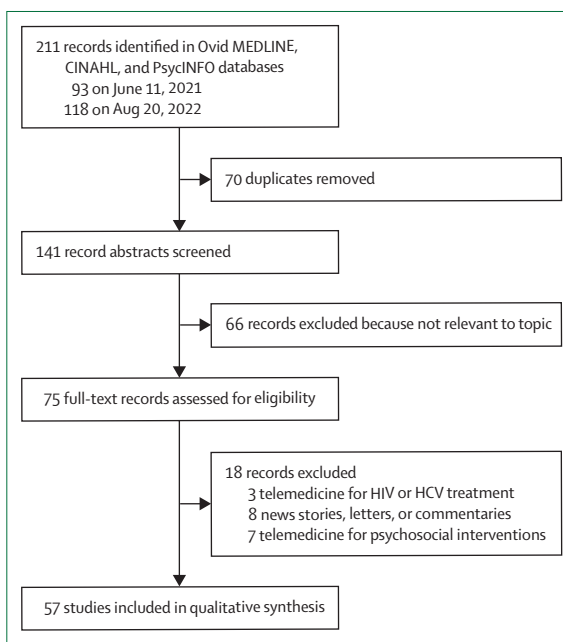 211 records identified in Ovid MEDLINE,
CINAHL, and PsycINFO databases
93 on June 11, 2021
118 on Aug 20, 2022
70 duplicates removed
141 record abstracts screened
66 records excluded because not relevant to topic
75 full-text records assessed for eligibility
18 records excluded
3 telemedicine for HIV or HCV treatment
8 news stories, letters, or commentaries
7 telemedicine for psychosocial interventions
57 studies included in qualitative synthesis